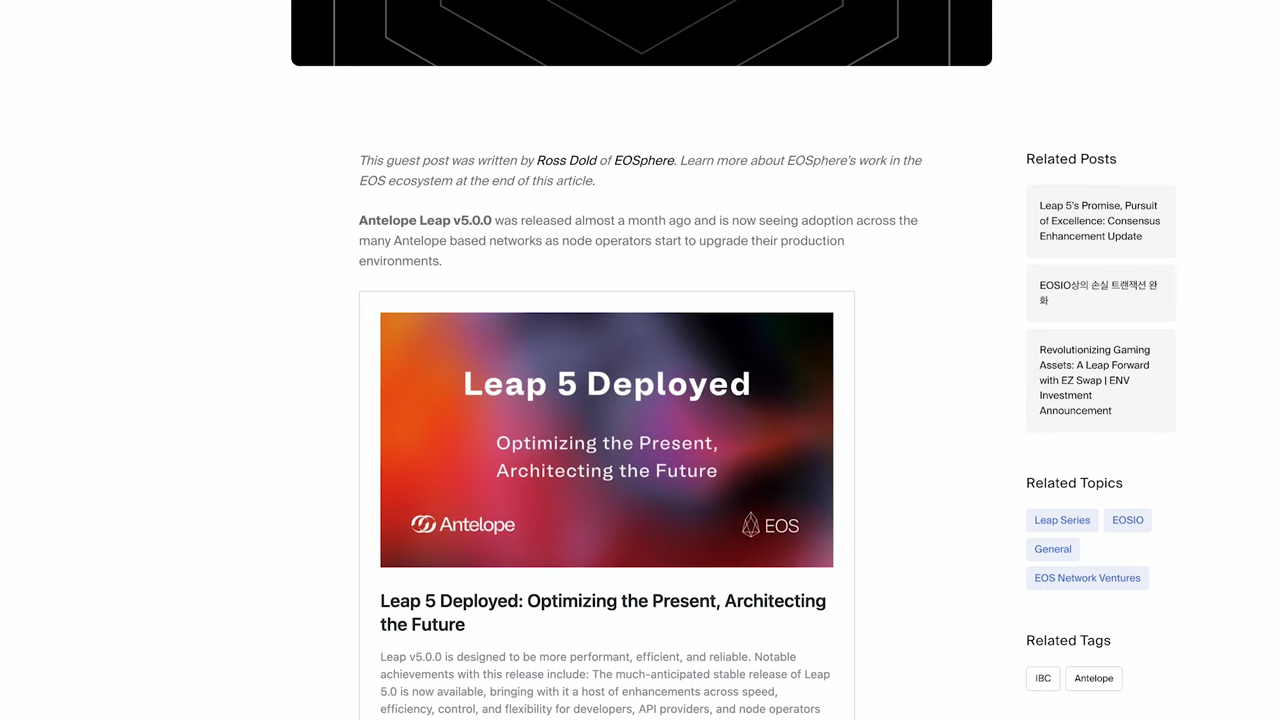 This guest post was written by Ross Dold of EOSphere. Learn more about EOSphere's work in the
EOS ecosystem at the end of this article.
Antelope Leap v5.0.0 was released almost a month ago and is now seeing adoption across the
many Antelope based networks as node operators start to upgrade their production
environments.
Leap 5 Deployed
Optimizing the Present,
Architecting the Future
Antelope
EOS
Leap 5 Deployed: Optimizing the Present, Architecting
the Future
Leap v5.0.0 is designed to be more performant, efficient, and reliable. Notable
achievements with this release include: The much-anticipated stable release of Leap
5.0 is now available, bringing with it a host of enhancements across speed,
efficiency, control, and flexibility for developers, API providers, and node operators
Related Posts
Leap 5's Promise, Pursuit
of Excellence: Consensus
Enhancement Update
EOSIO상의 손실 트랜잭션 완
화
Revolutionizing Gaming
Assets: A Leap Forward
with EZ Swap | ENV
Investment
Announcement
Related Topics
Leap Series
EOSIO
General
EOS Network Ventures
Related Tags
IBC
Antelope